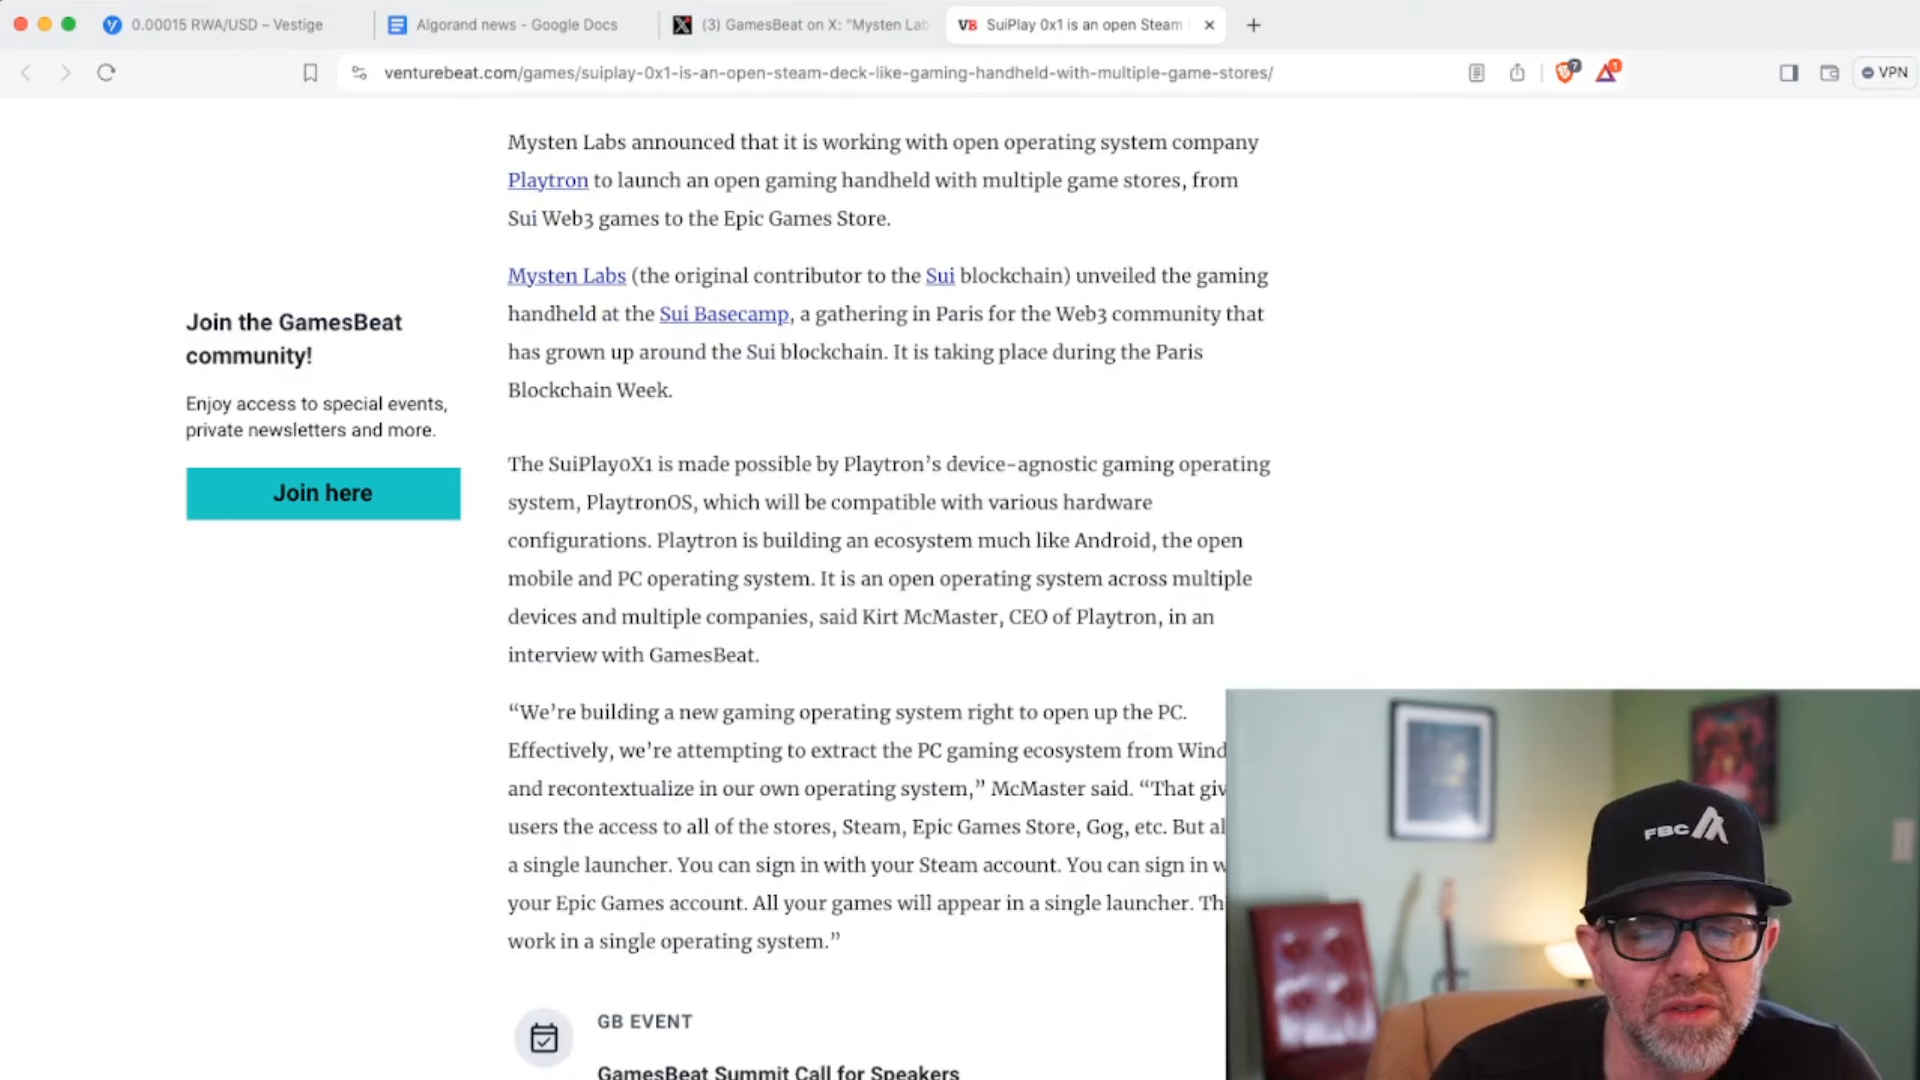 0.00015 RWA/USD – Vestige
Algorand news - Google Docs
(3) GamesBeat on X: "Mysten Lab
VB SuiPlay 0x1 is an open Steam
venturebeat.com/games/suiplay-0x1-is-an-open-steam-deck-like-gaming-handheld-with-multiple-game-stores/
7
1
VPN
Mysten Labs announced that it is working with open operating system company
Playtron to launch an open gaming handheld with multiple game stores, from
Sui Web3 games to the Epic Games Store.
Mysten Labs (the original contributor to the Sui blockchain) unveiled the gaming
handheld at the Sui Basecamp, a gathering in Paris for the Web3 community that
has grown up around the Sui blockchain. It is taking place during the Paris
Blockchain Week.
Join the GamesBeat
community!
Enjoy access to special events,
private newsletters and more.
Join here
The SuiPlay0X1 is made possible by Playtron’s device-agnostic gaming operating
system, PlaytronOS, which will be compatible with various hardware
configurations. Playtron is building an ecosystem much like Android, the open
mobile and PC operating system. It is an open operating system across multiple
devices and multiple companies, said Kirt McMaster, CEO of Playtron, in an
interview with GamesBeat.
“We’re building a new gaming operating system right to open up the PC.
Effectively, we’re attempting to extract the PC gaming ecosystem from Wind
and recontextualize in our own operating system,” McMaster said. “That giv
users the access to all of the stores, Steam, Epic Games Store, Gog, etc. But al
a single launcher. You can sign in with your Steam account. You can sign in w
your Epic Games account. All your games will appear in a single launcher. Th
work in a single operating system.”
GB EVENT
GamesBeat Summit Call for Speakers
FBC